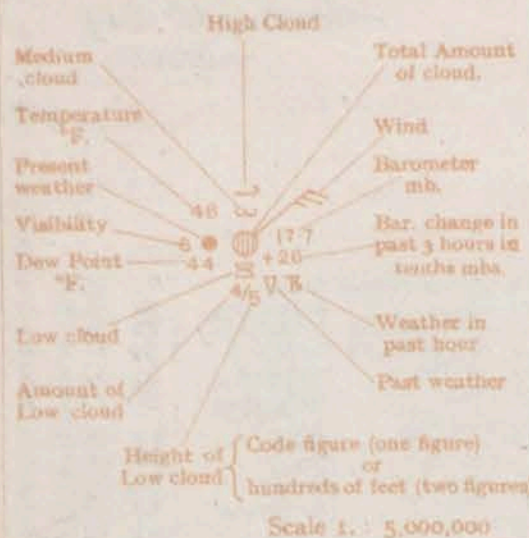 High Cloud
Medium cloud
Total Amount of cloud.
Temperature °F.
Wind
Present weather
Barometer mb.
48
Visibility
5
177
Bar. change in past 3 hours in tenths mbs.
+26
Dew Point °F.
44
4/5
Low cloud
Weather in past hour
Amount of Low cloud
Past weather
Height of Low cloud
Code figure (one figure)
or
hundreds of feet (two figures)
Scale 1. : 5,000,000